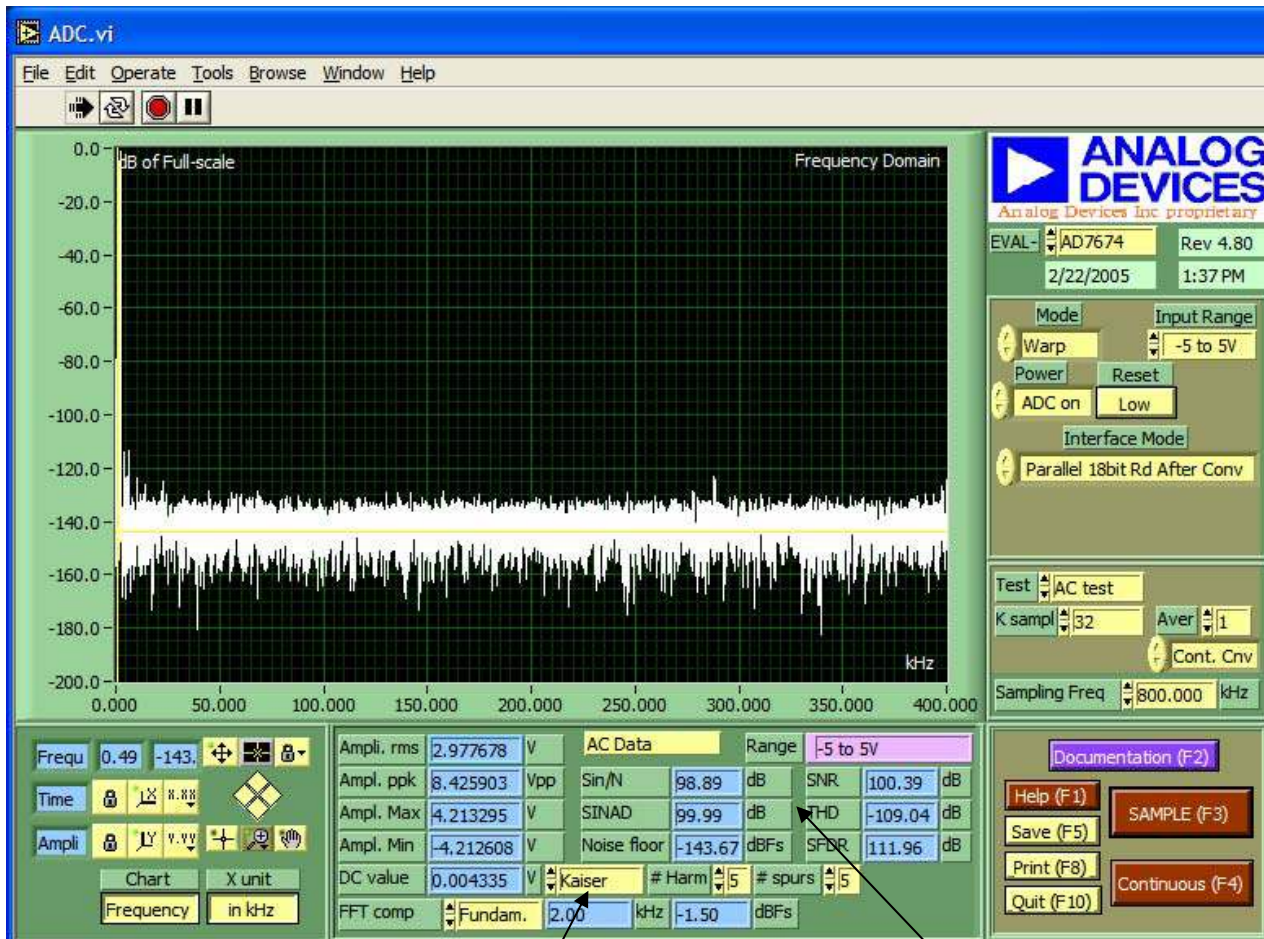 ADC.vi
File Edit Operate Tools Browse Window Help
dB of Full-scale
Frequency Domain
0.0
-20.0
-40.0
-60.0
-80.0
-100.0
-120.0
-140.0
-160.0
-180.0
-200.0
kHz
0.000 50.000 100.000 150.000 200.000 250.000 300.000 350.000 400.000
ANALOG
DEVICES
Analog Devices Inc proprietary
EVAL- AD7674 Rev 4.80
2/22/2005 1:37 PM
Mode Input Range
Warp -5 to 5V
Power Reset
ADC on Low
Interface Mode
Parallel 18bit Rd After Conv
Test AC test
K sampl 32 Aver 1
Cont. Cnv
Sampling Freq 800.000 kHz
Frequ 0.49 -143.
Time
Ampli
Chart X unit
Frequency in kHz
Ampli. rms 2.977678 V AC Data Range -5 to 5V
Ampl. ppk 8.425903 Vpp Sin/N 98.89 dB SNR 100.39 dB
Ampl. Max 4.213295 V SINAD 99.99 dB THD -109.04 dB
Ampl. Min -4.212608 V Noise floor -143.67 dBFs SFDR 111.96 dB
DC value 0.004335 V Kaiser # Harm 5 # spurs 5
FFT comp Fundam. 2.00 kHz -1.50 dBFs
Documentation (F2)
Help (F1)
SAMPLE (F3)
Save (F5)
Print (F8)
Continuous (F4)
Quit (F10)